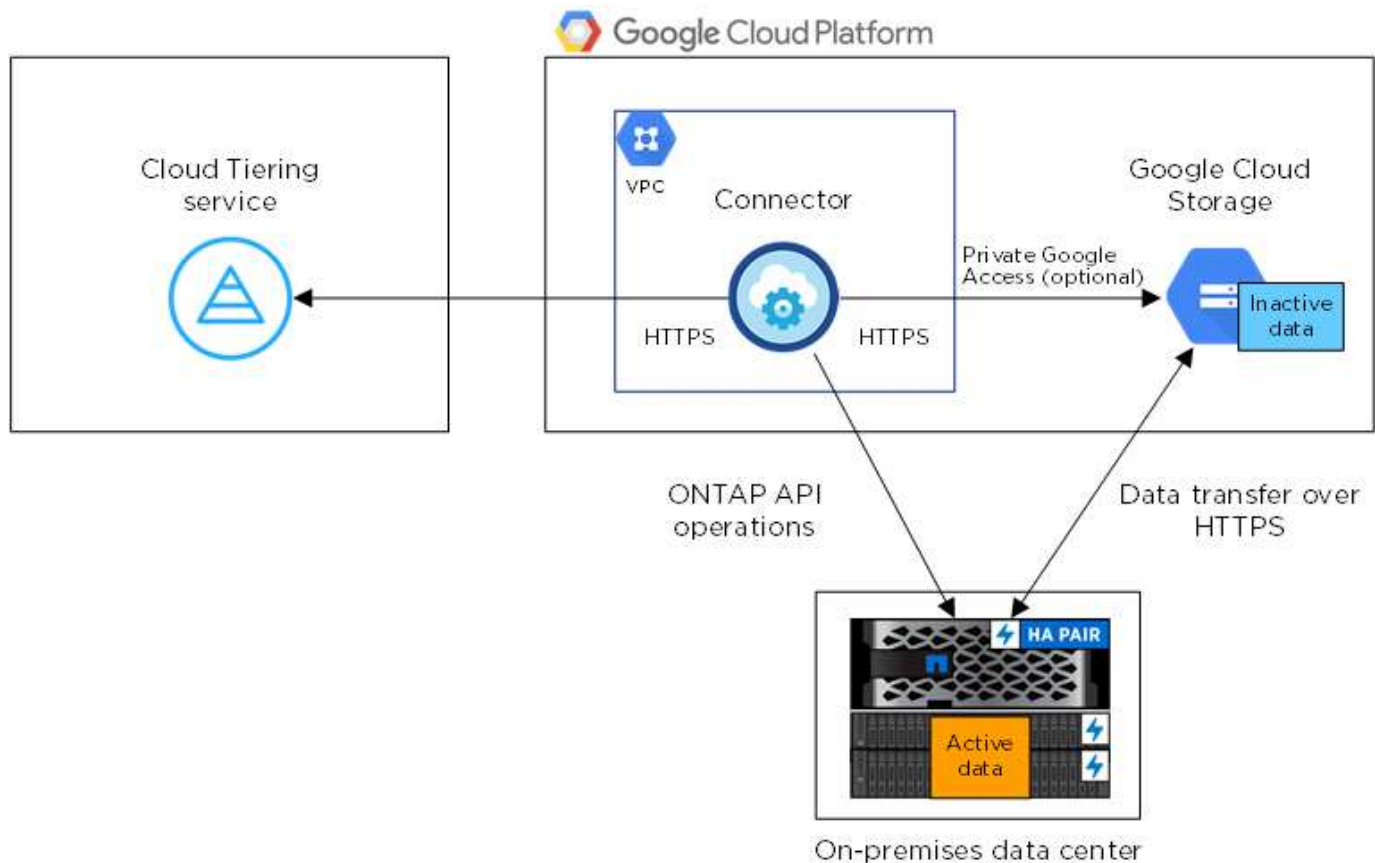 Google Cloud Platform
Cloud Tiering
service
VPC
Connector
HTTPS
HTTPS
Private Google
Access (optional)
Google Cloud
Storage
Inactive
data
ONTAP API
operations
Data transfer over
HTTPS
HA PAIR
Active
data
On-premises data center